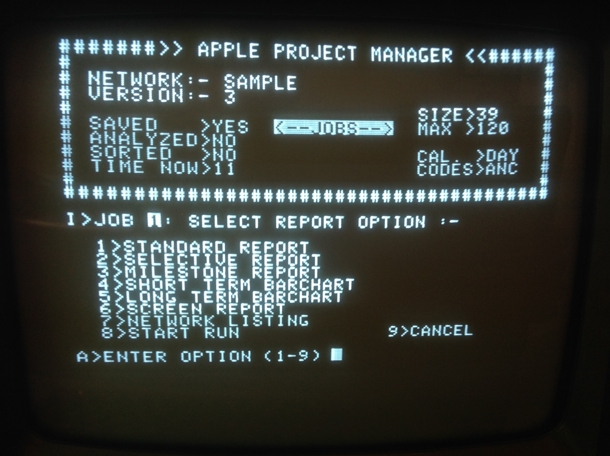 #######>> APPLE PROJECT MANAGER <<######
NETWORK:- SAMPLE
VERSION:- 3
SAVED >YES <--JOBS--> SIZE>39
ANALYZED>NO MAX >120
SORTED >NO CAL. >DAY
TIME NOW>11 CODES>ANC
########################################
I>JOB 1: SELECT REPORT OPTION :-
1>STANDARD REPORT
2>SELECTIVE REPORT
3>MILESTONE REPORT
4>SHORT TERM BARCHART
5>LONG TERM BARCHART
6>SCREEN REPORT
7>NETWORK LISTING
8>START RUN 9>CANCEL
A>ENTER OPTION (1-9)